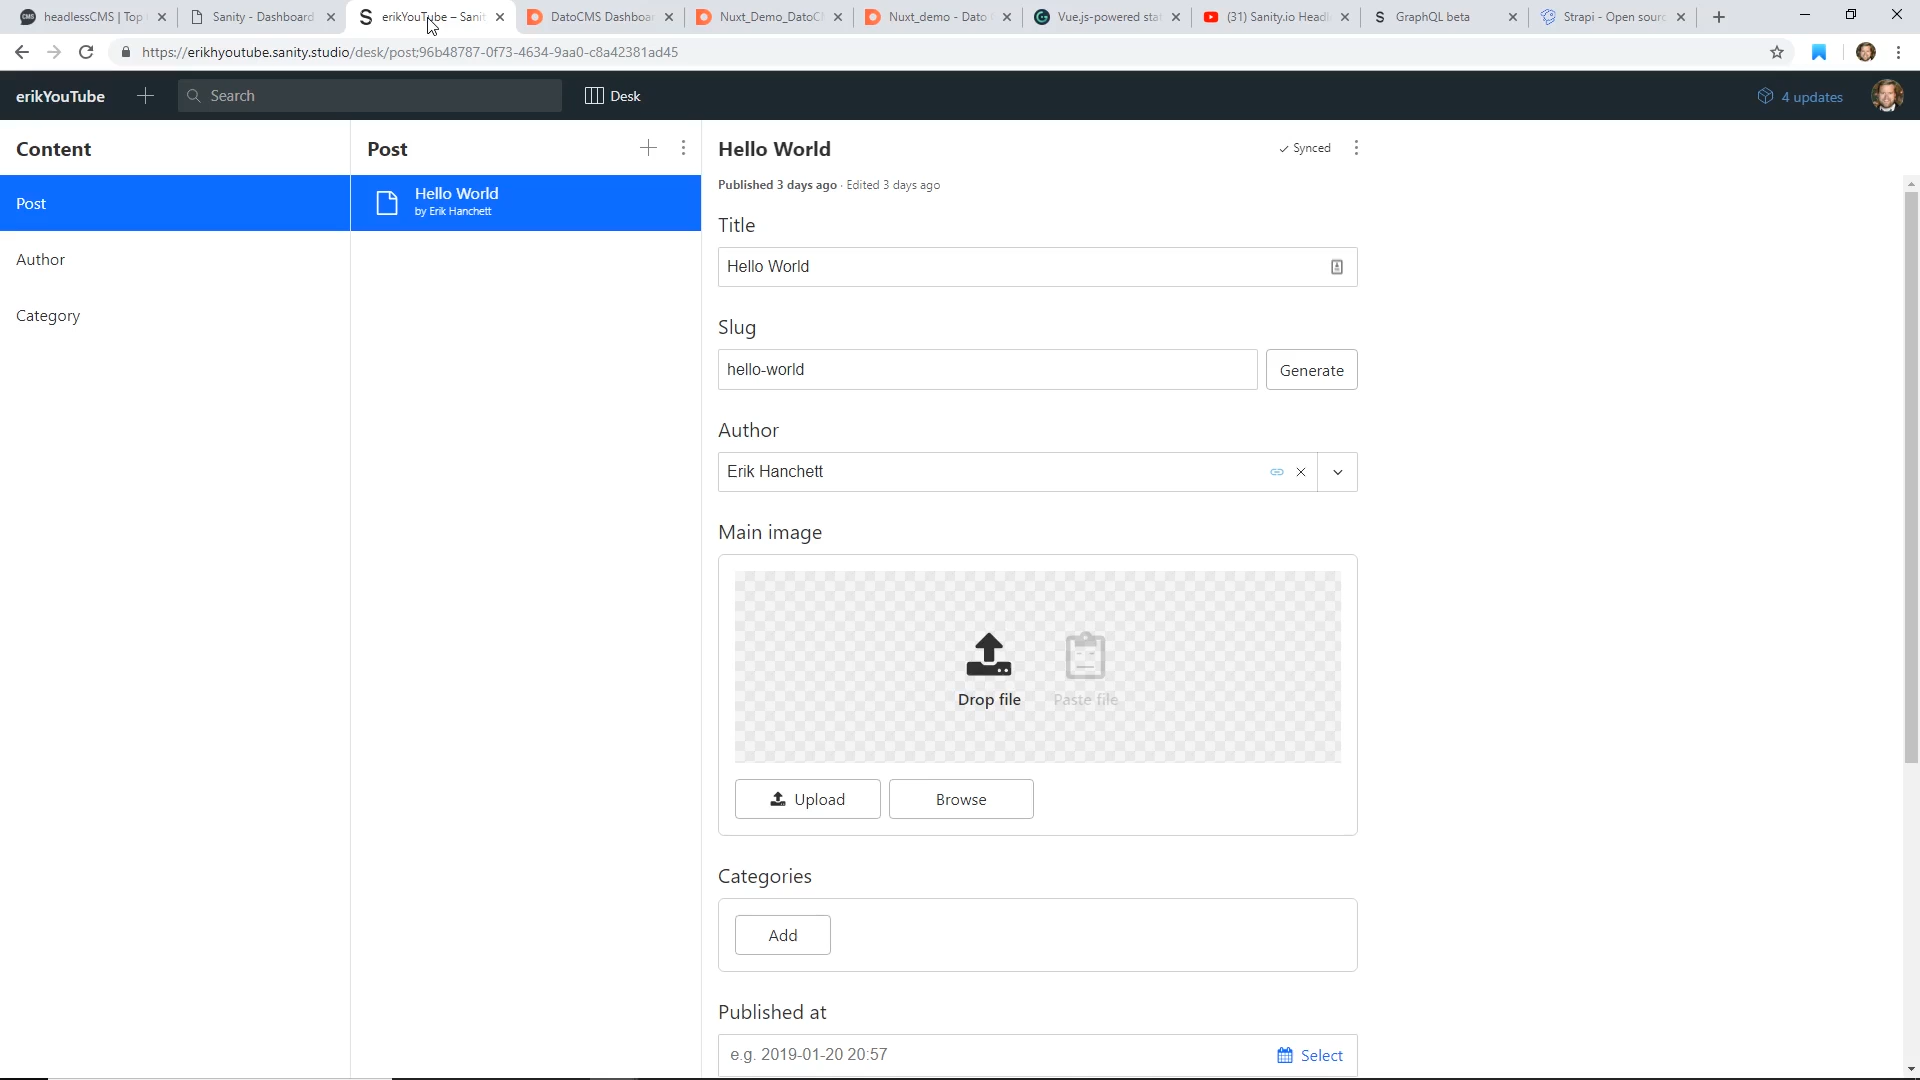 headlessCMS | Top
Sanity - Dashboard
erikYouTube – Sanit
DatoCMS Dashboar
Nuxt_Demo_DatoC
Nuxt_demo - Dato
Vue.js-powered stat
(31) Sanity.io Headl
GraphQL beta
Strapi - Open sourc
https://erikhyoutube.sanity.studio/desk/post;96b48787-0f73-4634-9aa0-c8a42381ad45
erikYouTube
Search
Desk
4 updates
Content
Post
Hello World
Synced
Published 3 days ago · Edited 3 days ago
Post
Hello World
by Erik Hanchett
Author
Category
Title
Hello World
Slug
hello-world
Generate
Author
Erik Hanchett
Main image
Drop file
Paste file
Upload
Browse
Categories
Add
Published at
e.g. 2019-01-20 20:57
Select